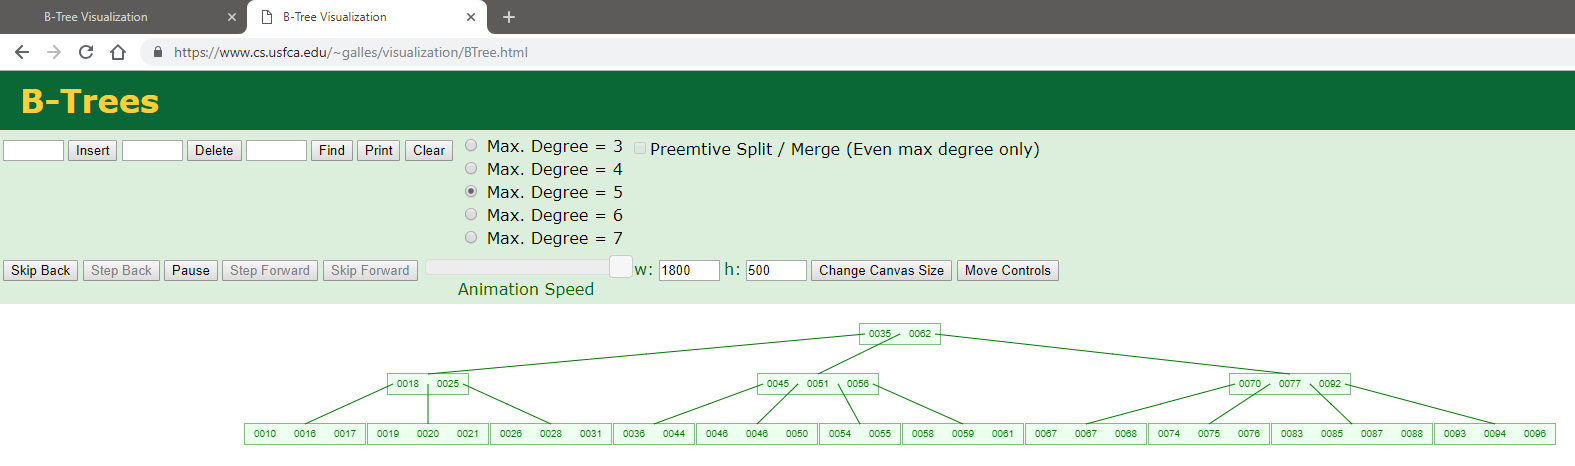 B-Tree Visualization B-Tree Visualization
https://www.cs.usfca.edu/~galles/visualization/BTree.html
B-Trees
Insert Delete Find Print Clear Max. Degree = 3 Preemtive Split / Merge (Even max degree only)
Max. Degree = 4
Max. Degree = 5
Max. Degree = 6
Max. Degree = 7
Skip Back Step Back Pause Step Forward Skip Forward w: 1800 h: 500 Change Canvas Size Move Controls
Animation Speed
0035 0062
0018 0025 0045 0051 0056 0070 0077 0092
0010 0016 0017 0019 0020 0021 0026 0028 0031 0036 0044 0046 0046 0050 0054 0055 0058 0059 0061 0067 0067 0068 0074 0075 0076 0083 0085 0087 0088 0093 0094 0096